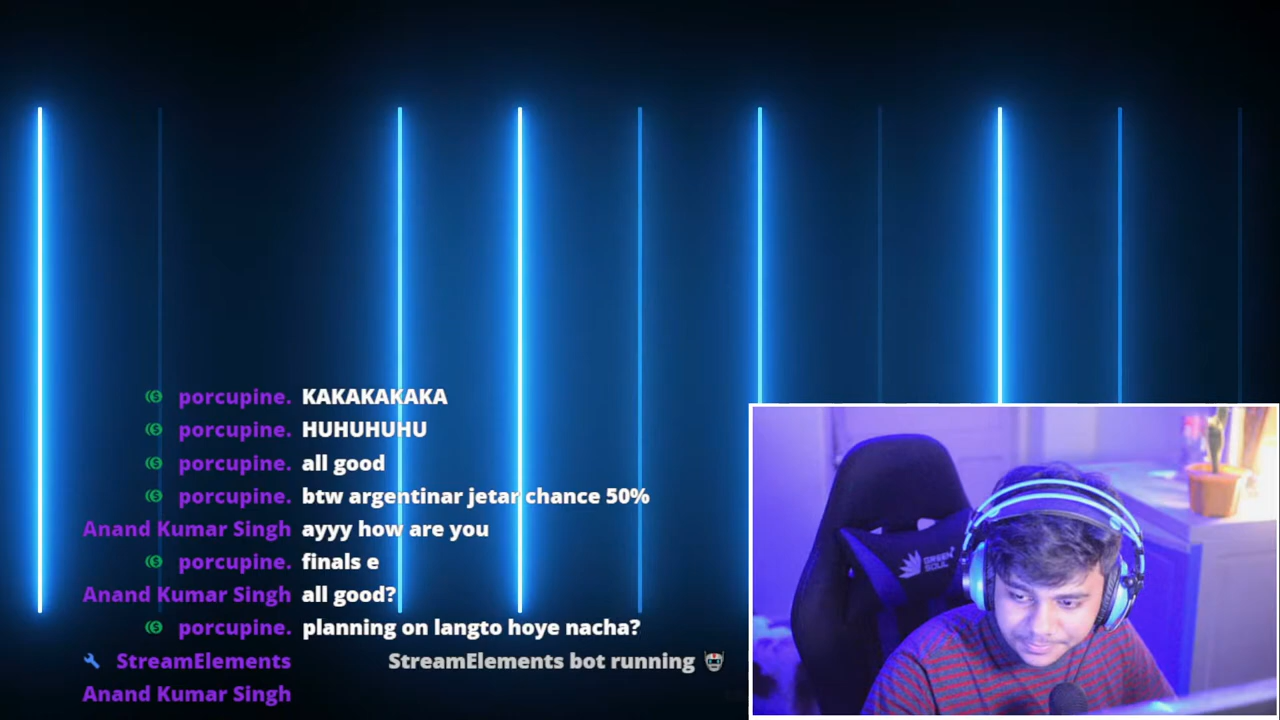 porcupine. KAKAKAKAKA
porcupine. HUHUHUHU
porcupine. all good
porcupine. btw argentinar jetar chance 50%
Anand Kumar Singh ayyy how are you
porcupine. finals e
Anand Kumar Singh all good?
porcupine. planning on langto hoye nacha?
StreamElements StreamElements bot running
Anand Kumar Singh
GREEN
SOUL